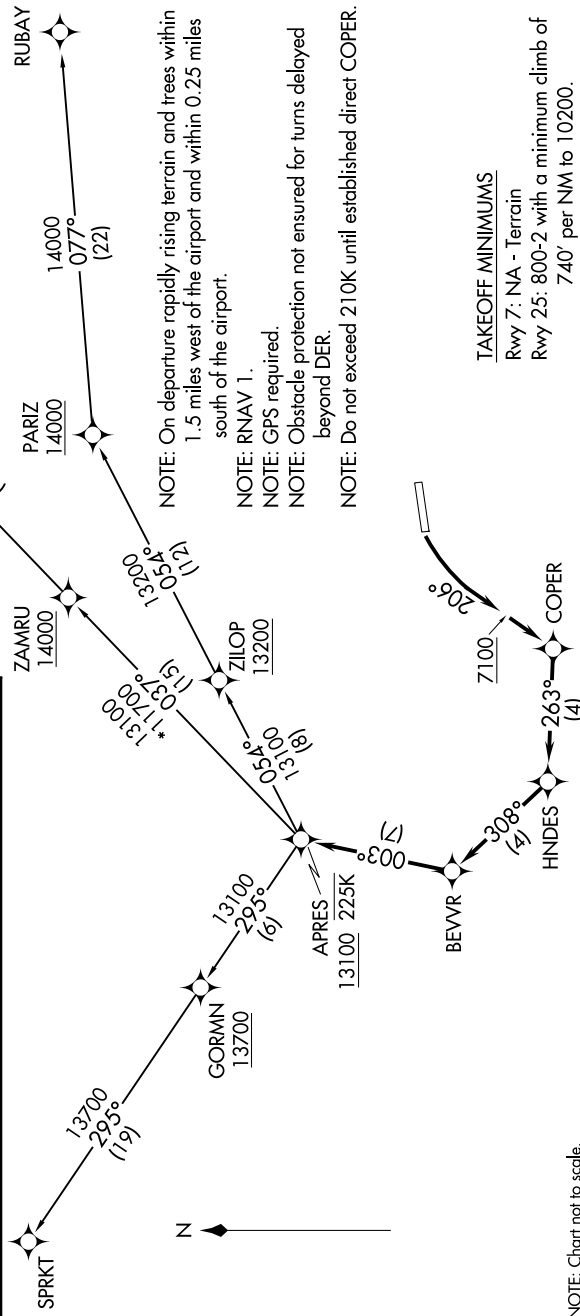 RUBAY
14000
077°
(22)
PARIZ
14000
13200
054°
(12)
ZAMRU
14000
13100
*11700
037°
(15)
ZILOP
13200
054°
13100
(8)
APRES
13100 225K
13100
295°
(6)
GORMN
13700
13700
295°
(19)
SPRKT
003°
(7)
BEVVR
308°
(4)
HNDES
263°
(4)
COPER
7100
206°
N
NOTE: On departure rapidly rising terrain and trees within
1.5 miles west of the airport and within 0.25 miles
south of the airport.
NOTE: RNAV 1.
NOTE: GPS required.
NOTE: Obstacle protection not ensured for turns delayed
beyond DER.
NOTE: Do not exceed 210K until established direct COPER.
TAKEOFF MINIMUMS
Rwy 7: NA - Terrain
Rwy 25: 800-2 with a minimum climb of
740' per NM to 10200.
NOTE: Chart not to scale.